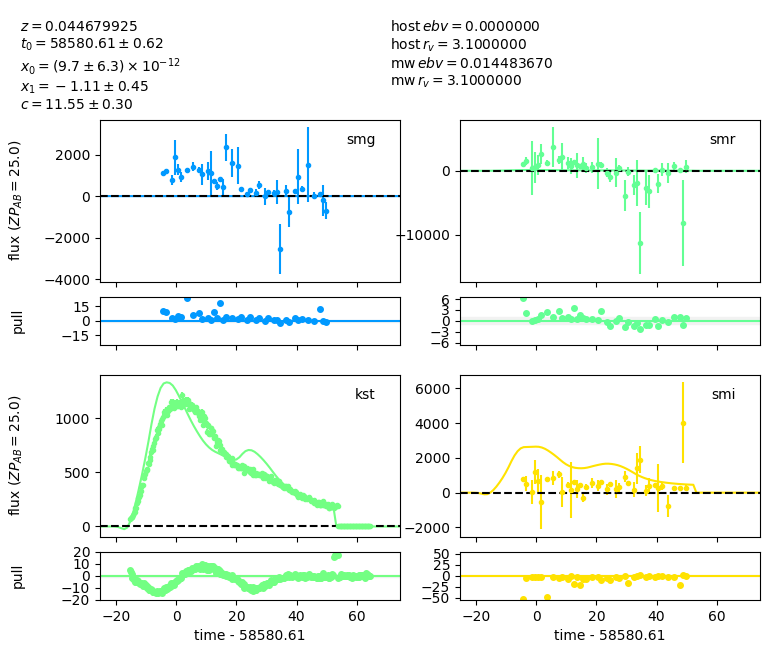 z = 0.044679925
t₀ = 58580.61 ± 0.62
x₀ = (9.7 ± 6.3) × 10⁻¹²
x₁ = −1.11 ± 0.45
c = 11.55 ± 0.30
host ebv = 0.0000000
host r_v = 3.1000000
mw ebv = 0.014483670
mw r_v = 3.1000000
smg
flux (ZP_AB = 25.0)
2000
0
−2000
−4000
smr
0
−10000
pull
15
0
−15
6
3
0
−3
−6
kst
flux (ZP_AB = 25.0)
1000
500
0
smi
6000
4000
2000
0
−2000
pull
20
10
0
−10
−20
50
25
0
−25
−50
−20 0 20 40 60
−20 0 20 40 60
time - 58580.61
time - 58580.61